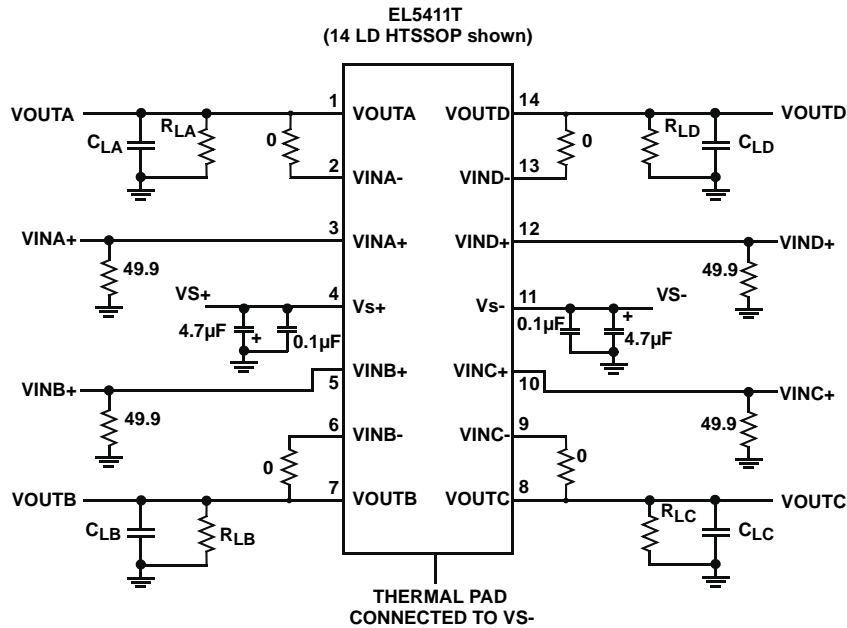 EL5411T
(14 LD HTSSOP shown)
VOUTA
CLA
RLA
0
1
VOUTA
VOUTD
14
0
RLD
CLD
VOUTD
2
VINA-
VIND-
13
VINA+
49.9
3
VINA+
VIND+
12
49.9
VIND+
VS+
4.7µF
+
0.1µF
4
Vs+
Vs-
11
0.1µF
+
4.7µF
VS-
VINB+
49.9
VINB+
5
VINC+
10
49.9
VINC+
6
VINB-
VINC-
9
0
0
VOUTB
CLB
RLB
7
VOUTB
VOUTC
8
RLC
CLC
VOUTC
THERMAL PAD
CONNECTED TO VS-